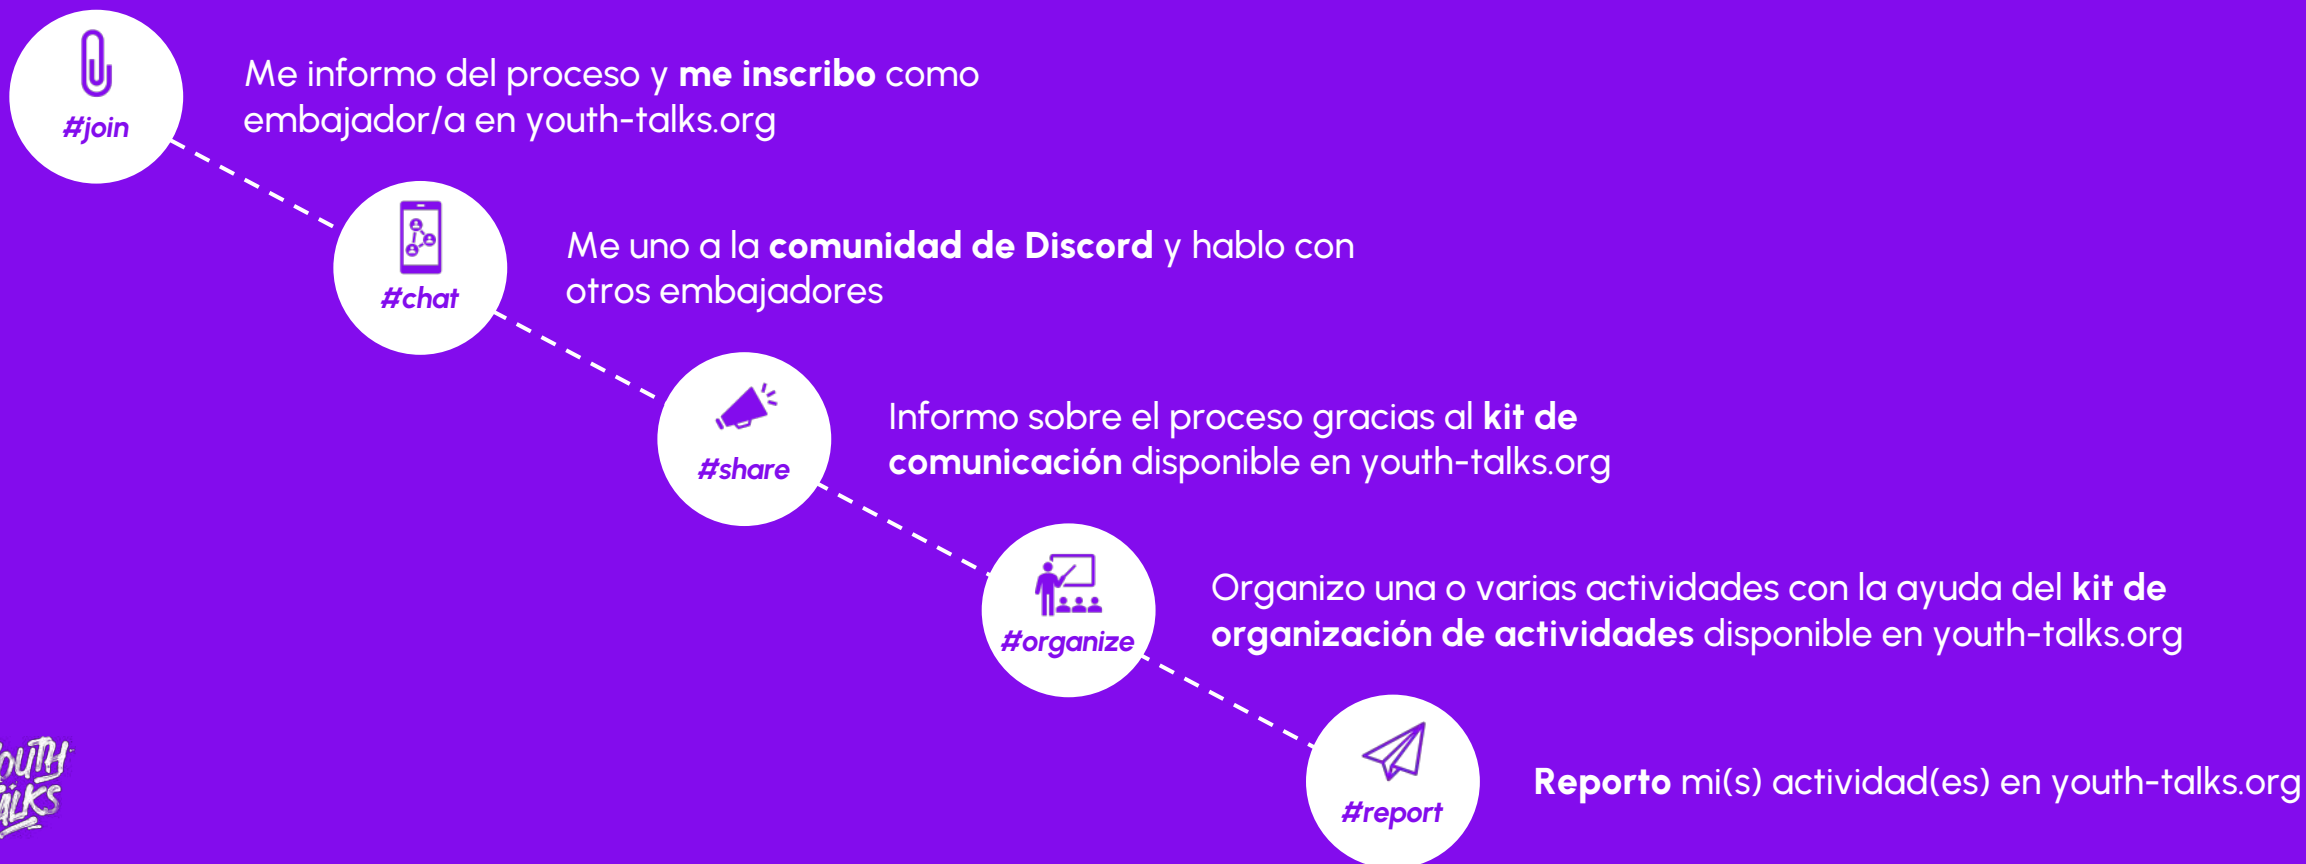 #join
Me informo del proceso y me inscribo como
embajador/a en youth-talks.org
#chat
Me uno a la comunidad de Discord y hablo con
otros embajadores
#share
Informo sobre el proceso gracias al kit de
comunicación disponible en youth-talks.org
#organize
Organizo una o varias actividades con la ayuda del kit de
organización de actividades disponible en youth-talks.org
#report
Reporto mi(s) actividad(es) en youth-talks.org
YOUTH
TALKS